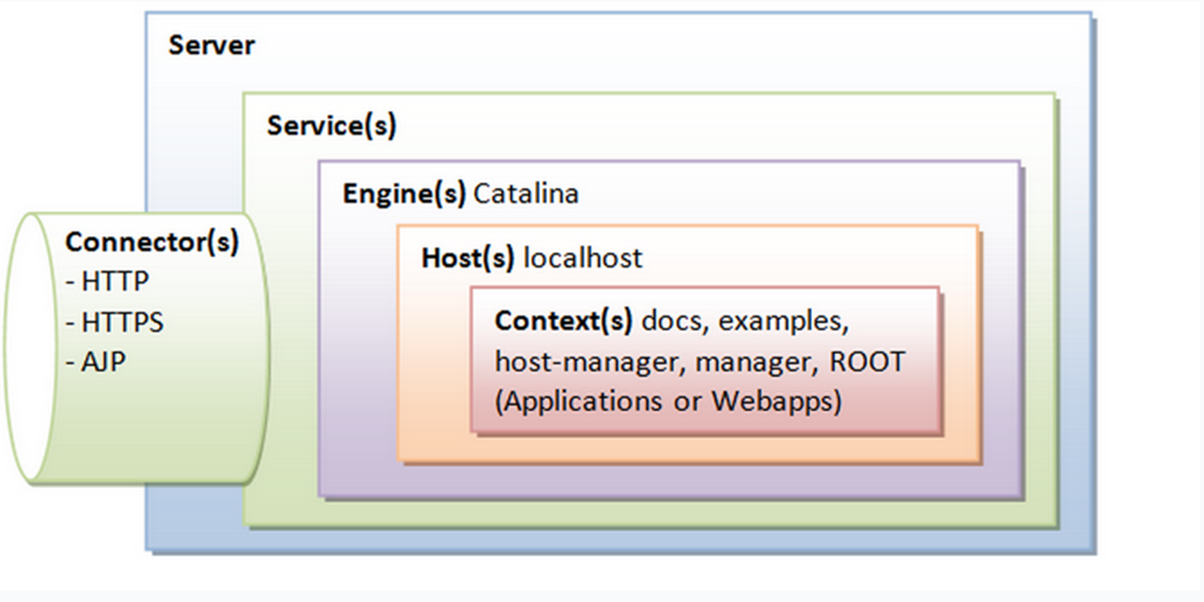 Server
Service(s)
Engine(s) Catalina
Host(s) localhost
Context(s) docs, examples,
host-manager, manager, ROOT
(Applications or Webapps)
Connector(s)
- HTTP
- HTTPS
- AJP